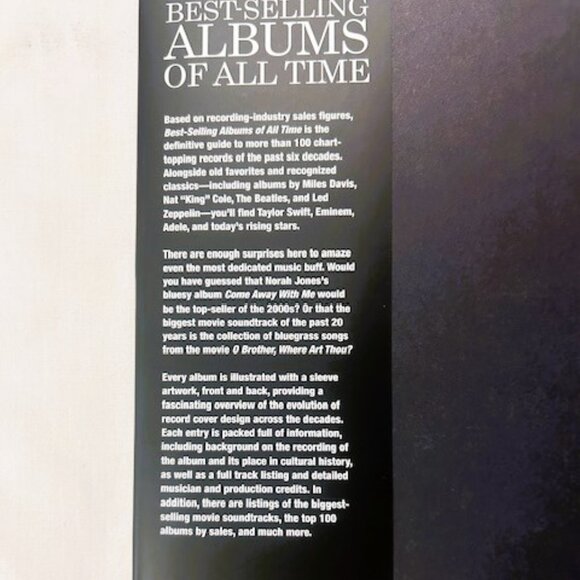 BEST-SELLING
ALBUMS
OF ALL TIME
Based on recording-industry sales figures,
Best-Selling Albums of All Time is the
definitive guide to more than 100 chart-
topping records of the past six decades.
Alongside old favorites and recognized
classics—including albums by Miles Davis,
Nat "King" Cole, The Beatles, and Led
Zeppelin—you'll find Taylor Swift, Eminem,
Adele, and today's rising stars.
There are enough surprises here to amaze
even the most dedicated music buff. Would
you have guessed that Norah Jones's
bluesy album Come Away With Me would
be the top-seller of the 2000s? Or that the
biggest movie soundtrack of the past 20
years is the collection of bluegrass songs
from the movie O Brother, Where Art Thou?
Every album is illustrated with a sleeve
artwork, front and back, providing a
fascinating overview of the evolution of
record cover design across the decades.
Each entry is packed full of information,
including background on the recording of
the album and its place in cultural history,
as well as a full track listing and detailed
musician and production credits. In
addition, there are listings of the biggest-
selling movie soundtracks, the top 100
albums by sales, and much more.